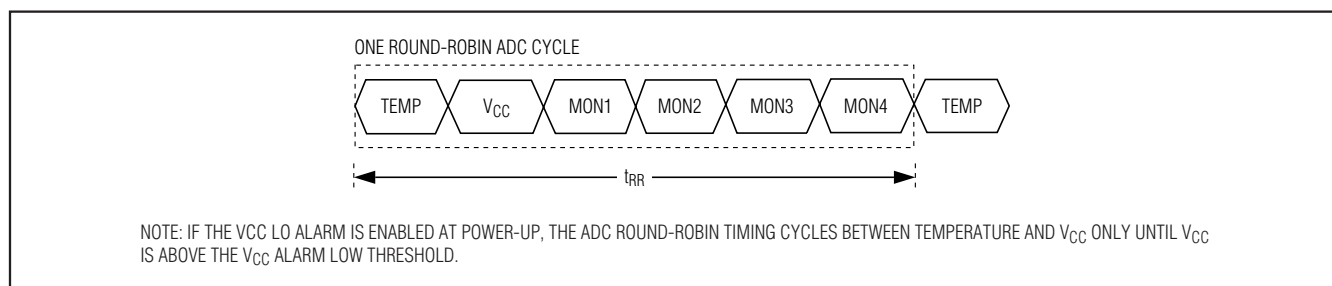 ONE ROUND-ROBIN ADC CYCLE
TEMP VCC MON1 MON2 MON3 MON4 TEMP
tRR
NOTE: IF THE VCC LO ALARM IS ENABLED AT POWER-UP, THE ADC ROUND-ROBIN TIMING CYCLES BETWEEN TEMPERATURE AND VCC ONLY UNTIL VCC
IS ABOVE THE VCC ALARM LOW THRESHOLD.